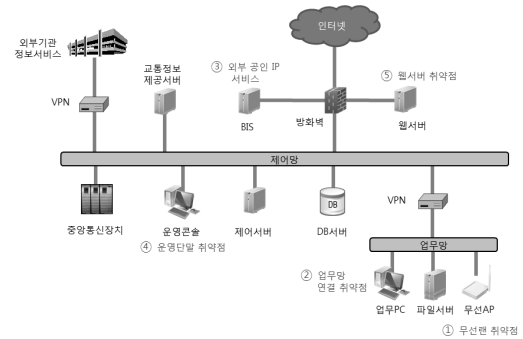 인터넷
외부기관
정보서비스
교통정보
제공서버
③ 외부 공인 IP
서비스
⑤ 웹서버 취약점
VPN
BIS
방화벽
웹서버
제어망
중앙통신장치
운영콘솔
제어서버
DB
DB서버
VPN
④ 운영단말 취약점
업무망
② 업무망
연결 취약점
업무PC
파일서버
무선AP
① 무선랜 취약점